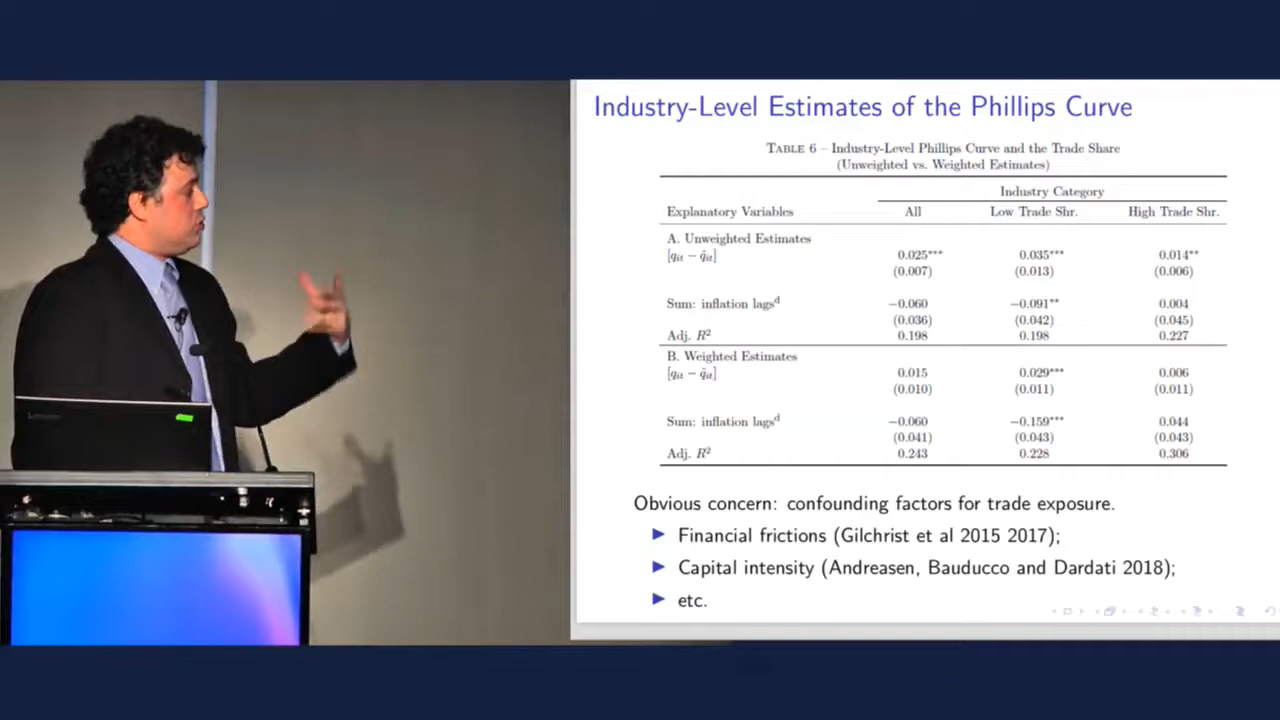 Industry-Level Estimates of the Phillips Curve
TABLE 6 – Industry-Level Phillips Curve and the Trade Share
(Unweighted vs. Weighted Estimates)
Industry Category
Explanatory Variables All Low Trade Shr. High Trade Shr.
A. Unweighted Estimates
[qᵢₜ − q̄ᵢₜ] 0.025*** 0.035*** 0.014**
(0.007) (0.013) (0.006)
Sum: inflation lagsᵈ −0.060 −0.091** 0.004
(0.036) (0.042) (0.045)
Adj. R² 0.198 0.198 0.227
B. Weighted Estimates
[qᵢₜ − q̄ᵢₜ] 0.015 0.029*** 0.006
(0.010) (0.011) (0.011)
Sum: inflation lagsᵈ −0.060 −0.159*** 0.044
(0.041) (0.043) (0.043)
Adj. R² 0.243 0.228 0.306
Obvious concern: confounding factors for trade exposure.
Financial frictions (Gilchrist et al 2015 2017);
Capital intensity (Andreasen, Bauducco and Dardati 2018);
etc.